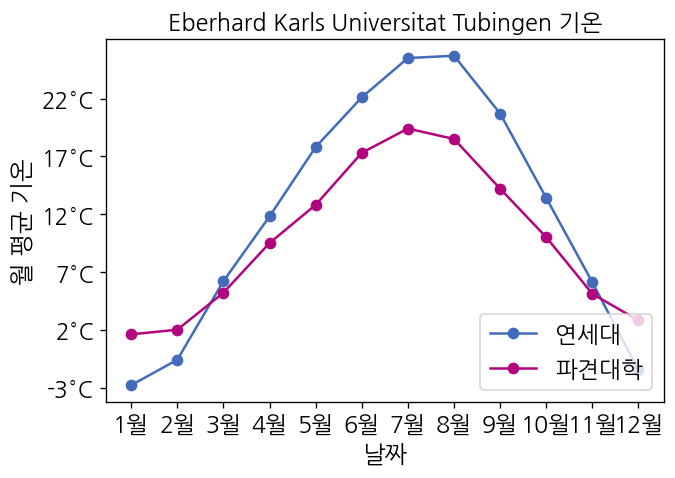 Eberhard Karls Universitat Tubingen 기온
월 평균 기온
22°C
17°C
12°C
7°C
2°C
-3°C
연세대
파견대학
1월 2월 3월 4월 5월 6월 7월 8월 9월 10월 11월 12월
날짜